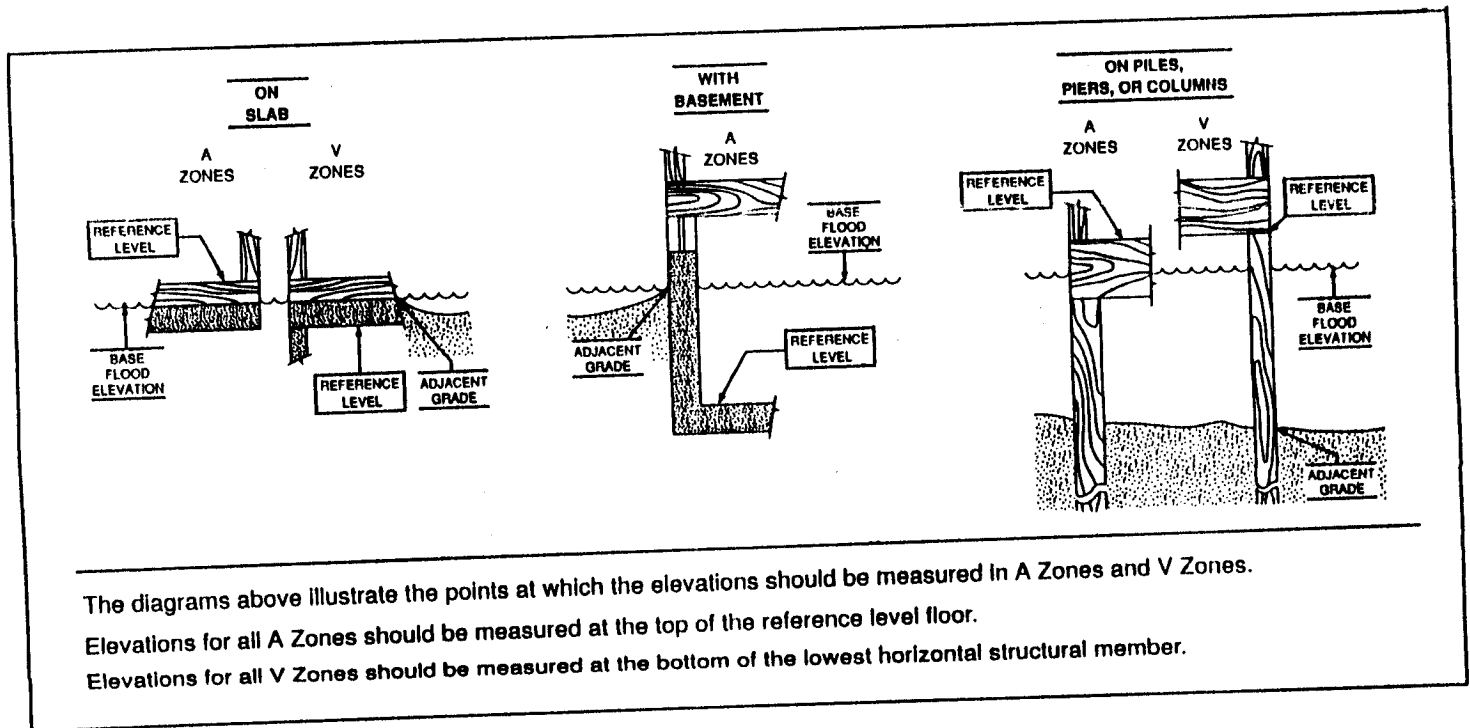 ON
SLAB
A
ZONES
V
ZONES
REFERENCE
LEVEL
BASE
FLOOD
ELEVATION
REFERENCE
LEVEL
ADJACENT
GRADE
WITH
BASEMENT
A
ZONES
BASE
FLOOD
ELEVATION
ADJACENT
GRADE
REFERENCE
LEVEL
ON PILES,
PIERS, OR COLUMNS
A
ZONES
V
ZONES
REFERENCE
LEVEL
REFERENCE
LEVEL
BASE
FLOOD
ELEVATION
ADJACENT
GRADE
The diagrams above illustrate the points at which the elevations should be measured in A Zones and V Zones.
Elevations for all A Zones should be measured at the top of the reference level floor.
Elevations for all V Zones should be measured at the bottom of the lowest horizontal structural member.